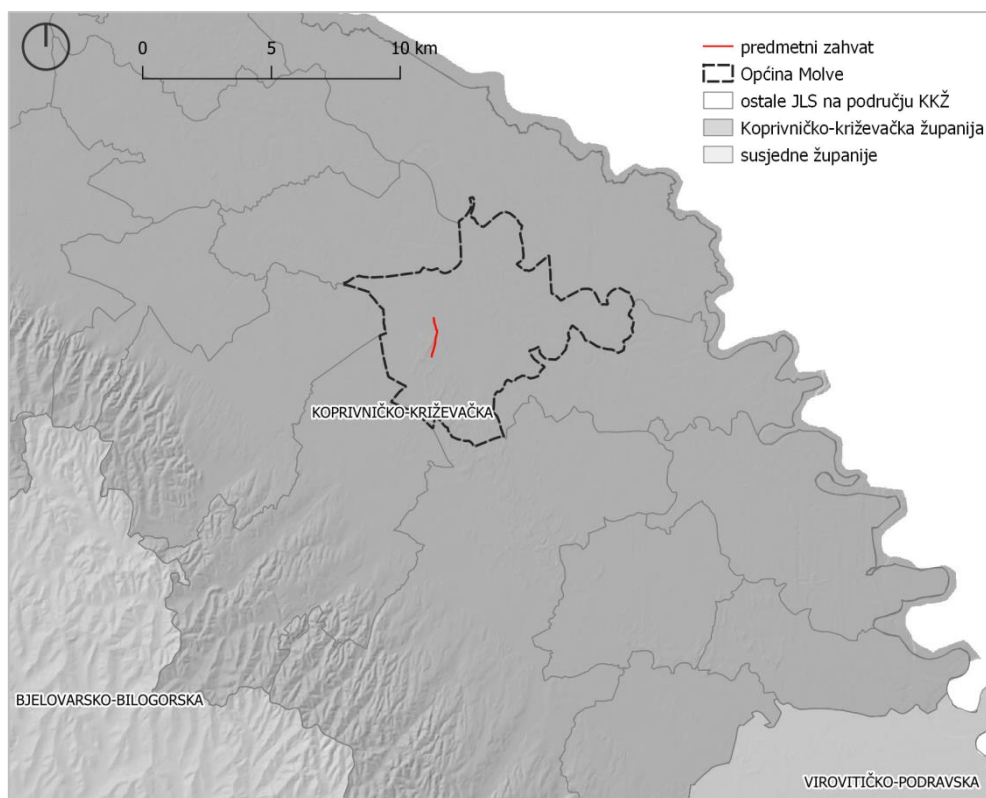 0 5 10 km
predmetni zahvat
Općina Molve
ostale JLS na području KKŽ
Koprivničko-križevačka županija
susjedne županije
KOPRIVNIČKO-KRIŽEVAČKA
BJELOVARSKO-BILOGORSKA
VIROVITIČKO-PODRAVSKA